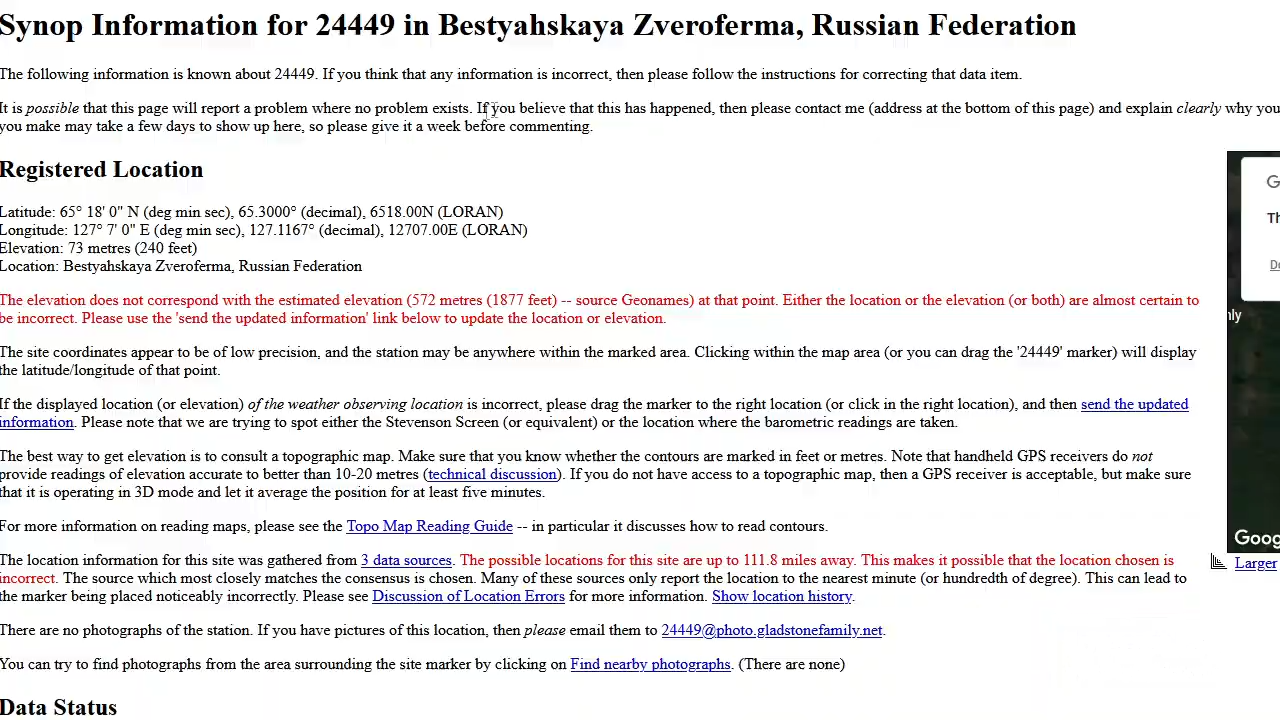 Synop Information for 24449 in Bestyahskaya Zveroferma, Russian Federation
The following information is known about 24449. If you think that any information is incorrect, then please follow the instructions for correcting that data item.
It is possible that this page will report a problem where no problem exists. If you believe that this has happened, then please contact me (address at the bottom of this page) and explain clearly why you
you make may take a few days to show up here, so please give it a week before commenting.
Registered Location
Latitude: 65° 18' 0" N (deg min sec), 65.3000° (decimal), 6518.00N (LORAN)
Longitude: 127° 7' 0" E (deg min sec), 127.1167° (decimal), 12707.00E (LORAN)
Elevation: 73 metres (240 feet)
Location: Bestyahskaya Zveroferma, Russian Federation
The elevation does not correspond with the estimated elevation (572 metres (1877 feet) -- source Geonames) at that point. Either the location or the elevation (or both) are almost certain to
be incorrect. Please use the 'send the updated information' link below to update the location or elevation.
The site coordinates appear to be of low precision, and the station may be anywhere within the marked area. Clicking within the map area (or you can drag the '24449' marker) will display
the latitude/longitude of that point.
If the displayed location (or elevation) of the weather observing location is incorrect, please drag the marker to the right location (or click in the right location), and then send the updated
information. Please note that we are trying to spot either the Stevenson Screen (or equivalent) or the location where the barometric readings are taken.
The best way to get elevation is to consult a topographic map. Make sure that you know whether the contours are marked in feet or metres. Note that handheld GPS receivers do not
provide readings of elevation accurate to better than 10-20 metres (technical discussion). If you do not have access to a topographic map, then a GPS receiver is acceptable, but make sure
that it is operating in 3D mode and let it average the position for at least five minutes.
For more information on reading maps, please see the Topo Map Reading Guide -- in particular it discusses how to read contours.
The location information for this site was gathered from 3 data sources. The possible locations for this site are up to 111.8 miles away. This makes it possible that the location chosen is
incorrect. The source which most closely matches the consensus is chosen. Many of these sources only report the location to the nearest minute (or hundredth of degree). This can lead to
the marker being placed noticeably incorrectly. Please see Discussion of Location Errors for more information. Show location history.
Larger
There are no photographs of the station. If you have pictures of this location, then please email them to 24449@photo.gladstonefamily.net.
You can try to find photographs from the area surrounding the site marker by clicking on Find nearby photographs. (There are none)
Data Status